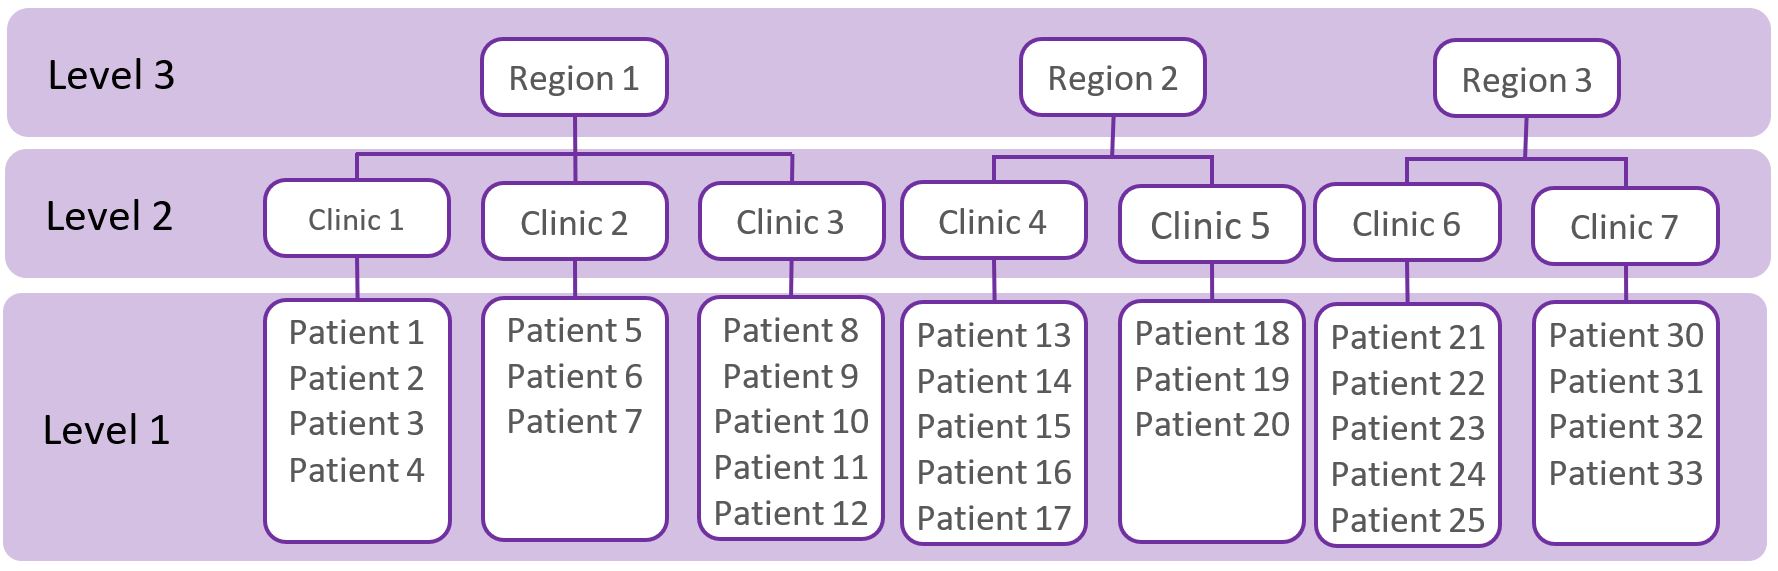 Level 3
Region 1
Region 2
Region 3
Level 2
Clinic 1
Clinic 2
Clinic 3
Clinic 4
Clinic 5
Clinic 6
Clinic 7
Level 1
Patient 1
Patient 2
Patient 3
Patient 4
Patient 5
Patient 6
Patient 7
Patient 8
Patient 9
Patient 10
Patient 11
Patient 12
Patient 13
Patient 14
Patient 15
Patient 16
Patient 17
Patient 18
Patient 19
Patient 20
Patient 21
Patient 22
Patient 23
Patient 24
Patient 25
Patient 30
Patient 31
Patient 32
Patient 33